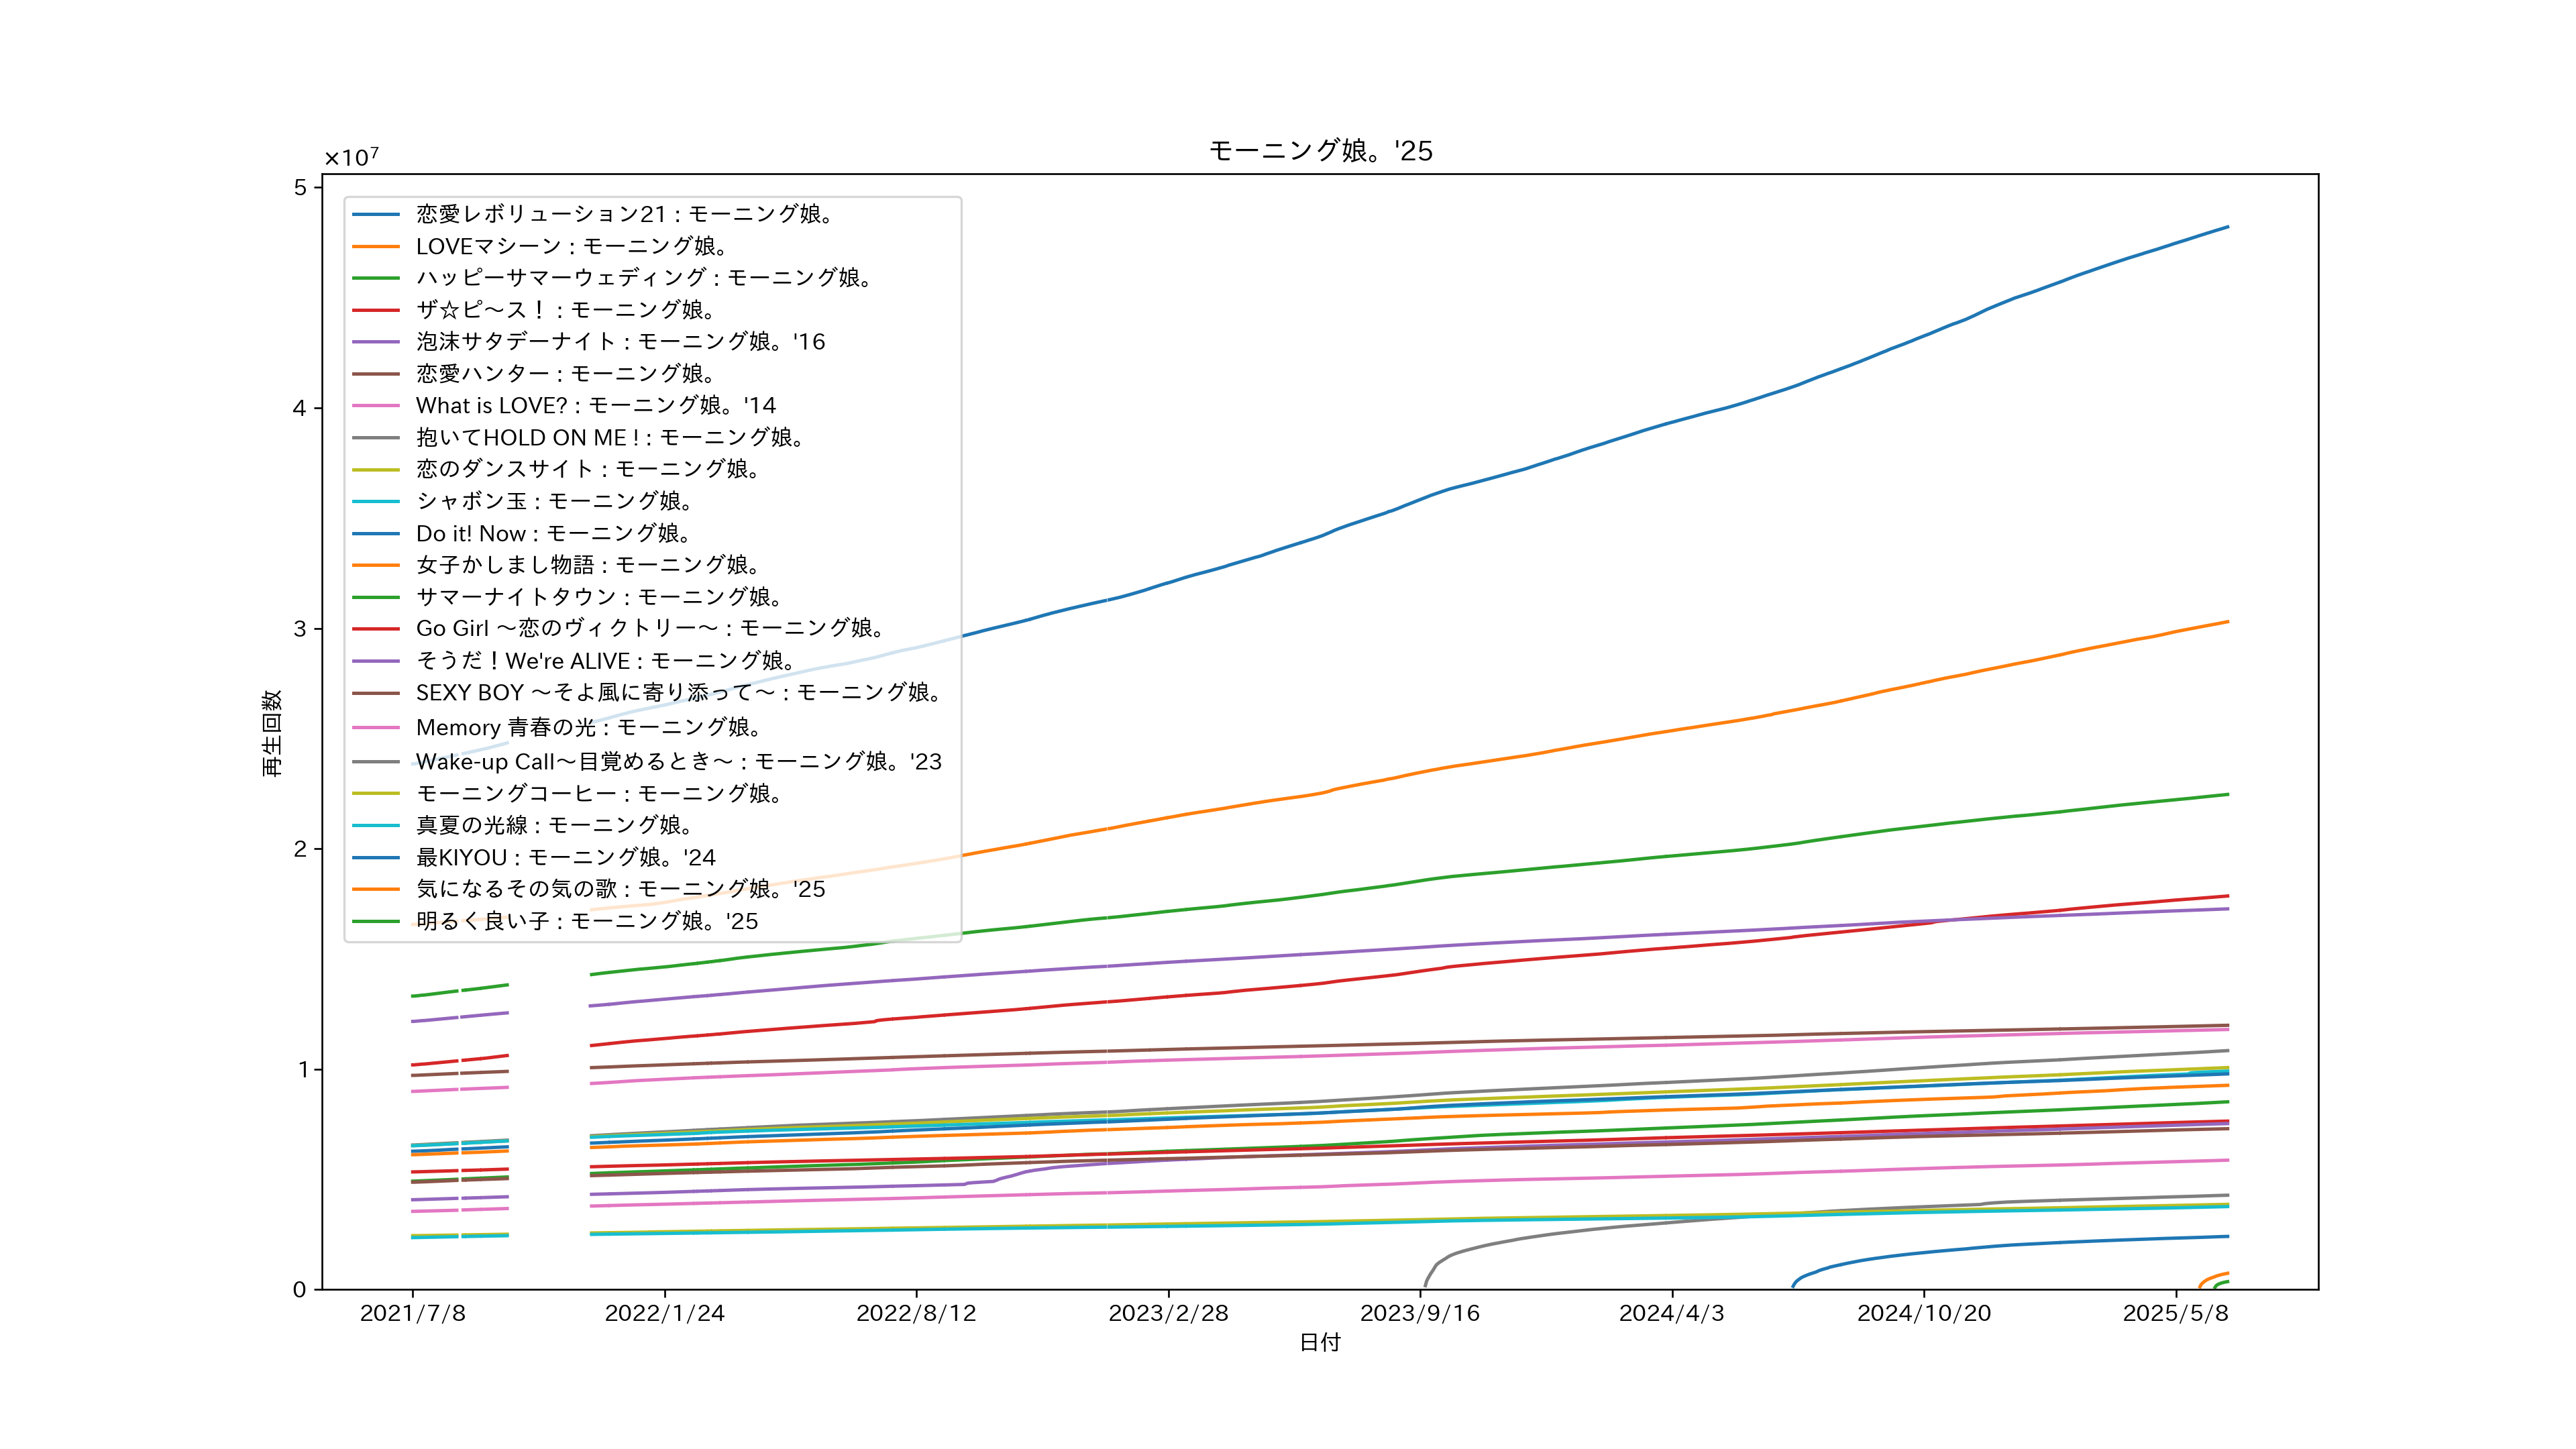 モーニング娘。'25
×10⁷
5
4
3
2
1
0
再生回数
恋愛レボリューション21 : モーニング娘。
LOVEマシーン : モーニング娘。
ハッピーサマーウェディング : モーニング娘。
ザ☆ピ〜ス！ : モーニング娘。
泡沫サタデーナイト : モーニング娘。'16
恋愛ハンター : モーニング娘。
What is LOVE? : モーニング娘。'14
抱いてHOLD ON ME ! : モーニング娘。
恋のダンスサイト : モーニング娘。
シャボン玉 : モーニング娘。
Do it! Now : モーニング娘。
女子かしまし物語 : モーニング娘。
サマーナイトタウン : モーニング娘。
Go Girl 〜恋のヴィクトリー〜 : モーニング娘。
そうだ！We're ALIVE : モーニング娘。
SEXY BOY 〜そよ風に寄り添って〜 : モーニング娘。
Memory 青春の光 : モーニング娘。
Wake-up Call〜目覚めるとき〜 : モーニング娘。'23
モーニングコーヒー : モーニング娘。
真夏の光線 : モーニング娘。
最KIYOU : モーニング娘。'24
気になるその気の歌 : モーニング娘。'25
明るく良い子 : モーニング娘。'25
2021/7/8 2022/1/24 2022/8/12 2023/2/28 2023/9/16 2024/4/3 2024/10/20 2025/5/8
日付